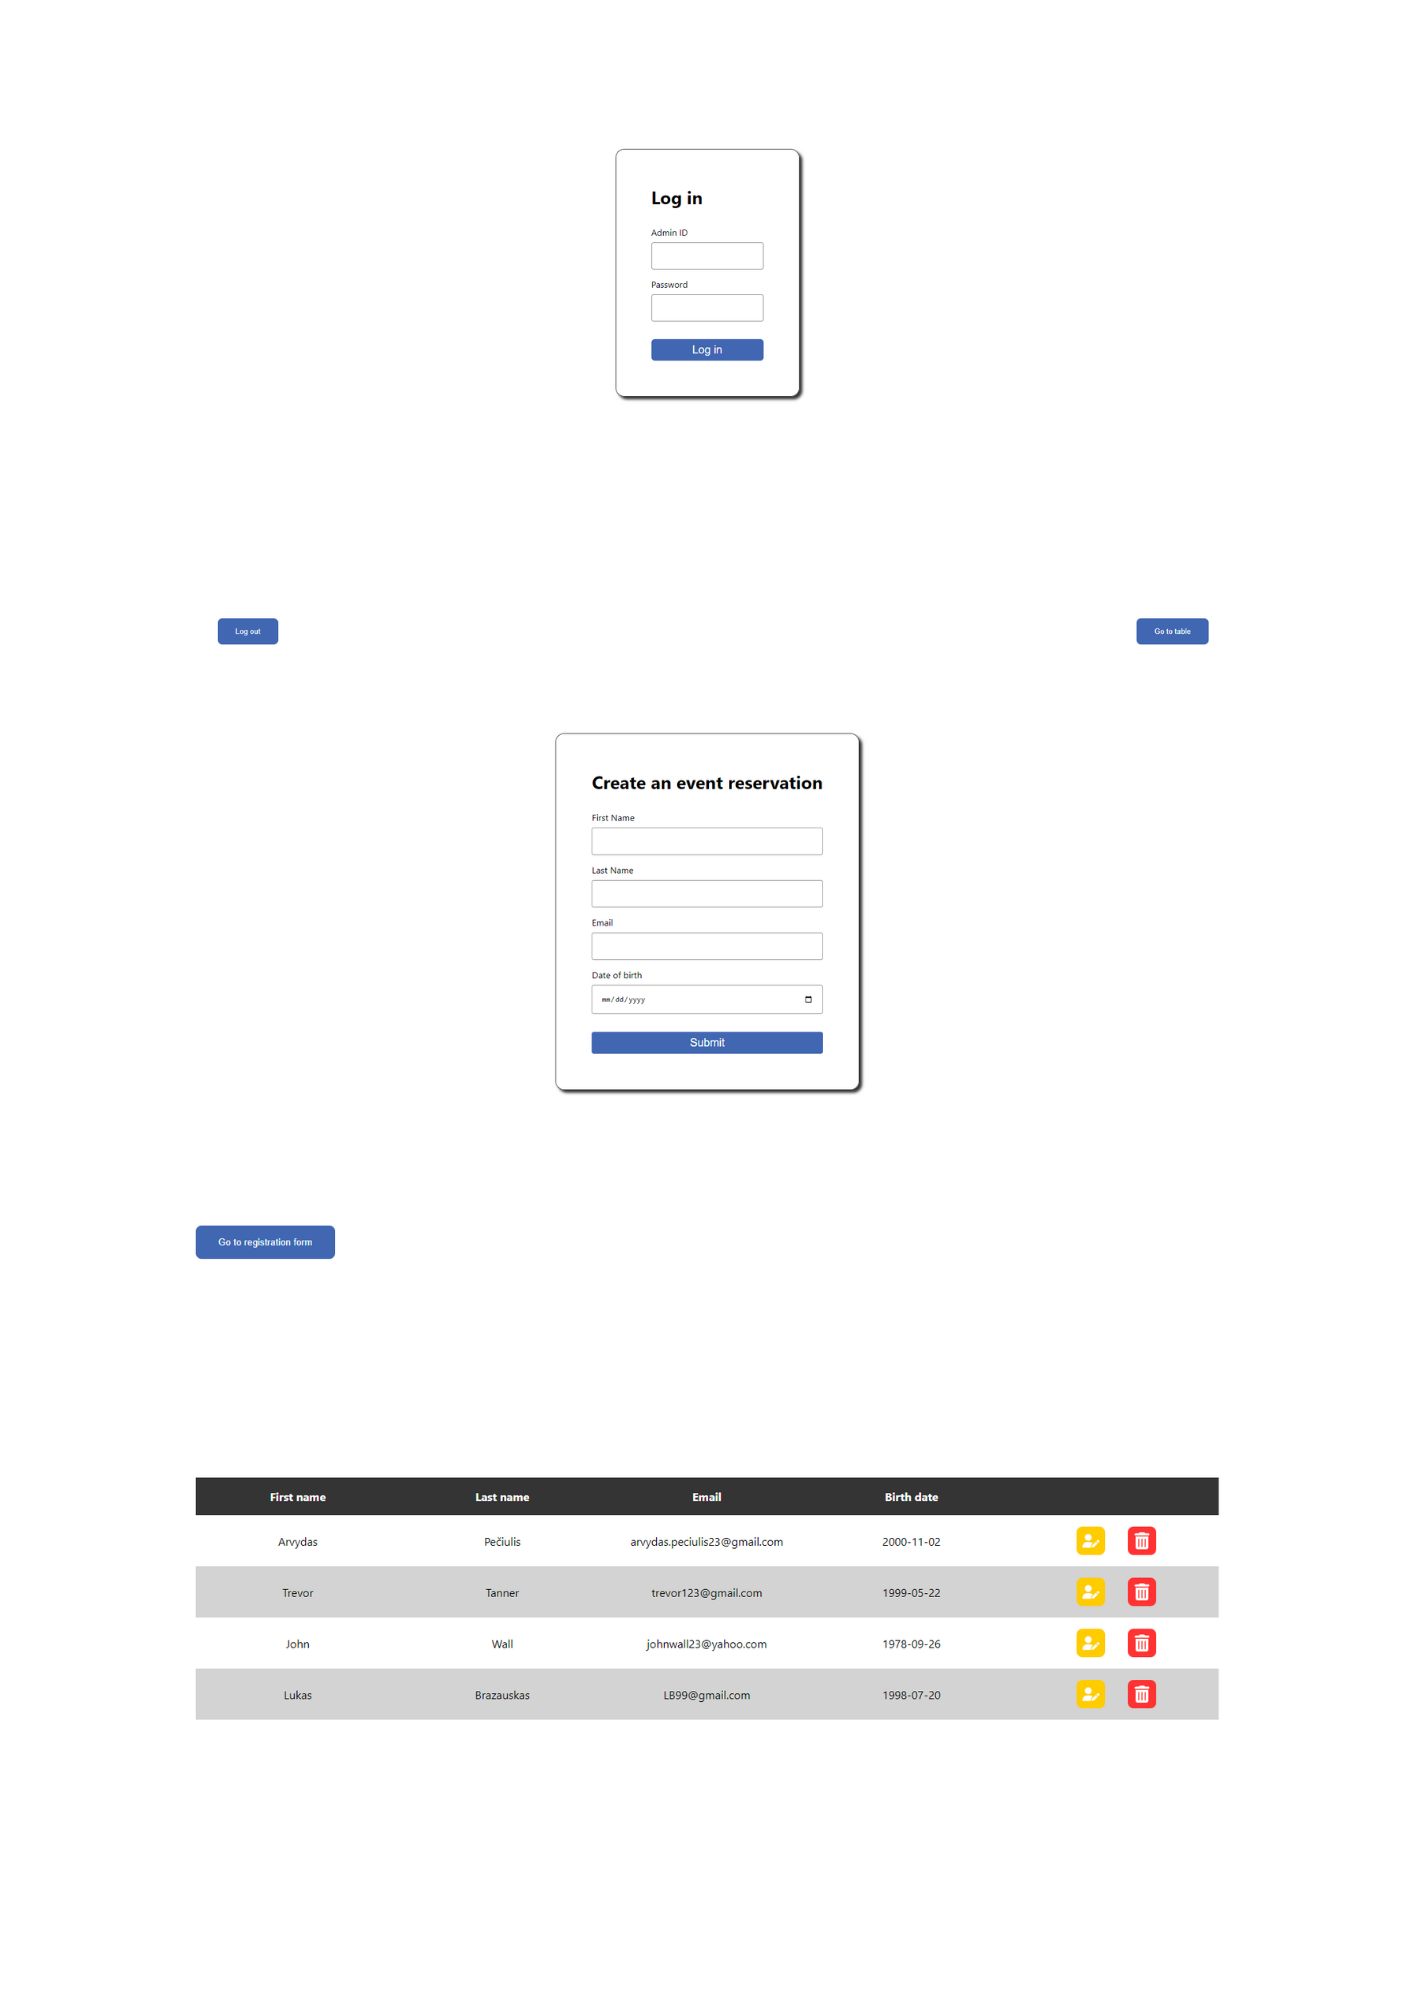 Log in
Admin ID
Password
Log in
Log out
Go to table
Create an event reservation
First Name
Last Name
Email
Date of birth
mm/dd/yyyy
Submit
Go to registration form
First name Last name Email Birth date
Arvydas Pečiulis arvydas.peciulis23@gmail.com 2000-11-02
Trevor Tanner trevor123@gmail.com 1999-05-22
John Wall johnwall23@yahoo.com 1978-09-26
Lukas Brazauskas LB99@gmail.com 1998-07-20